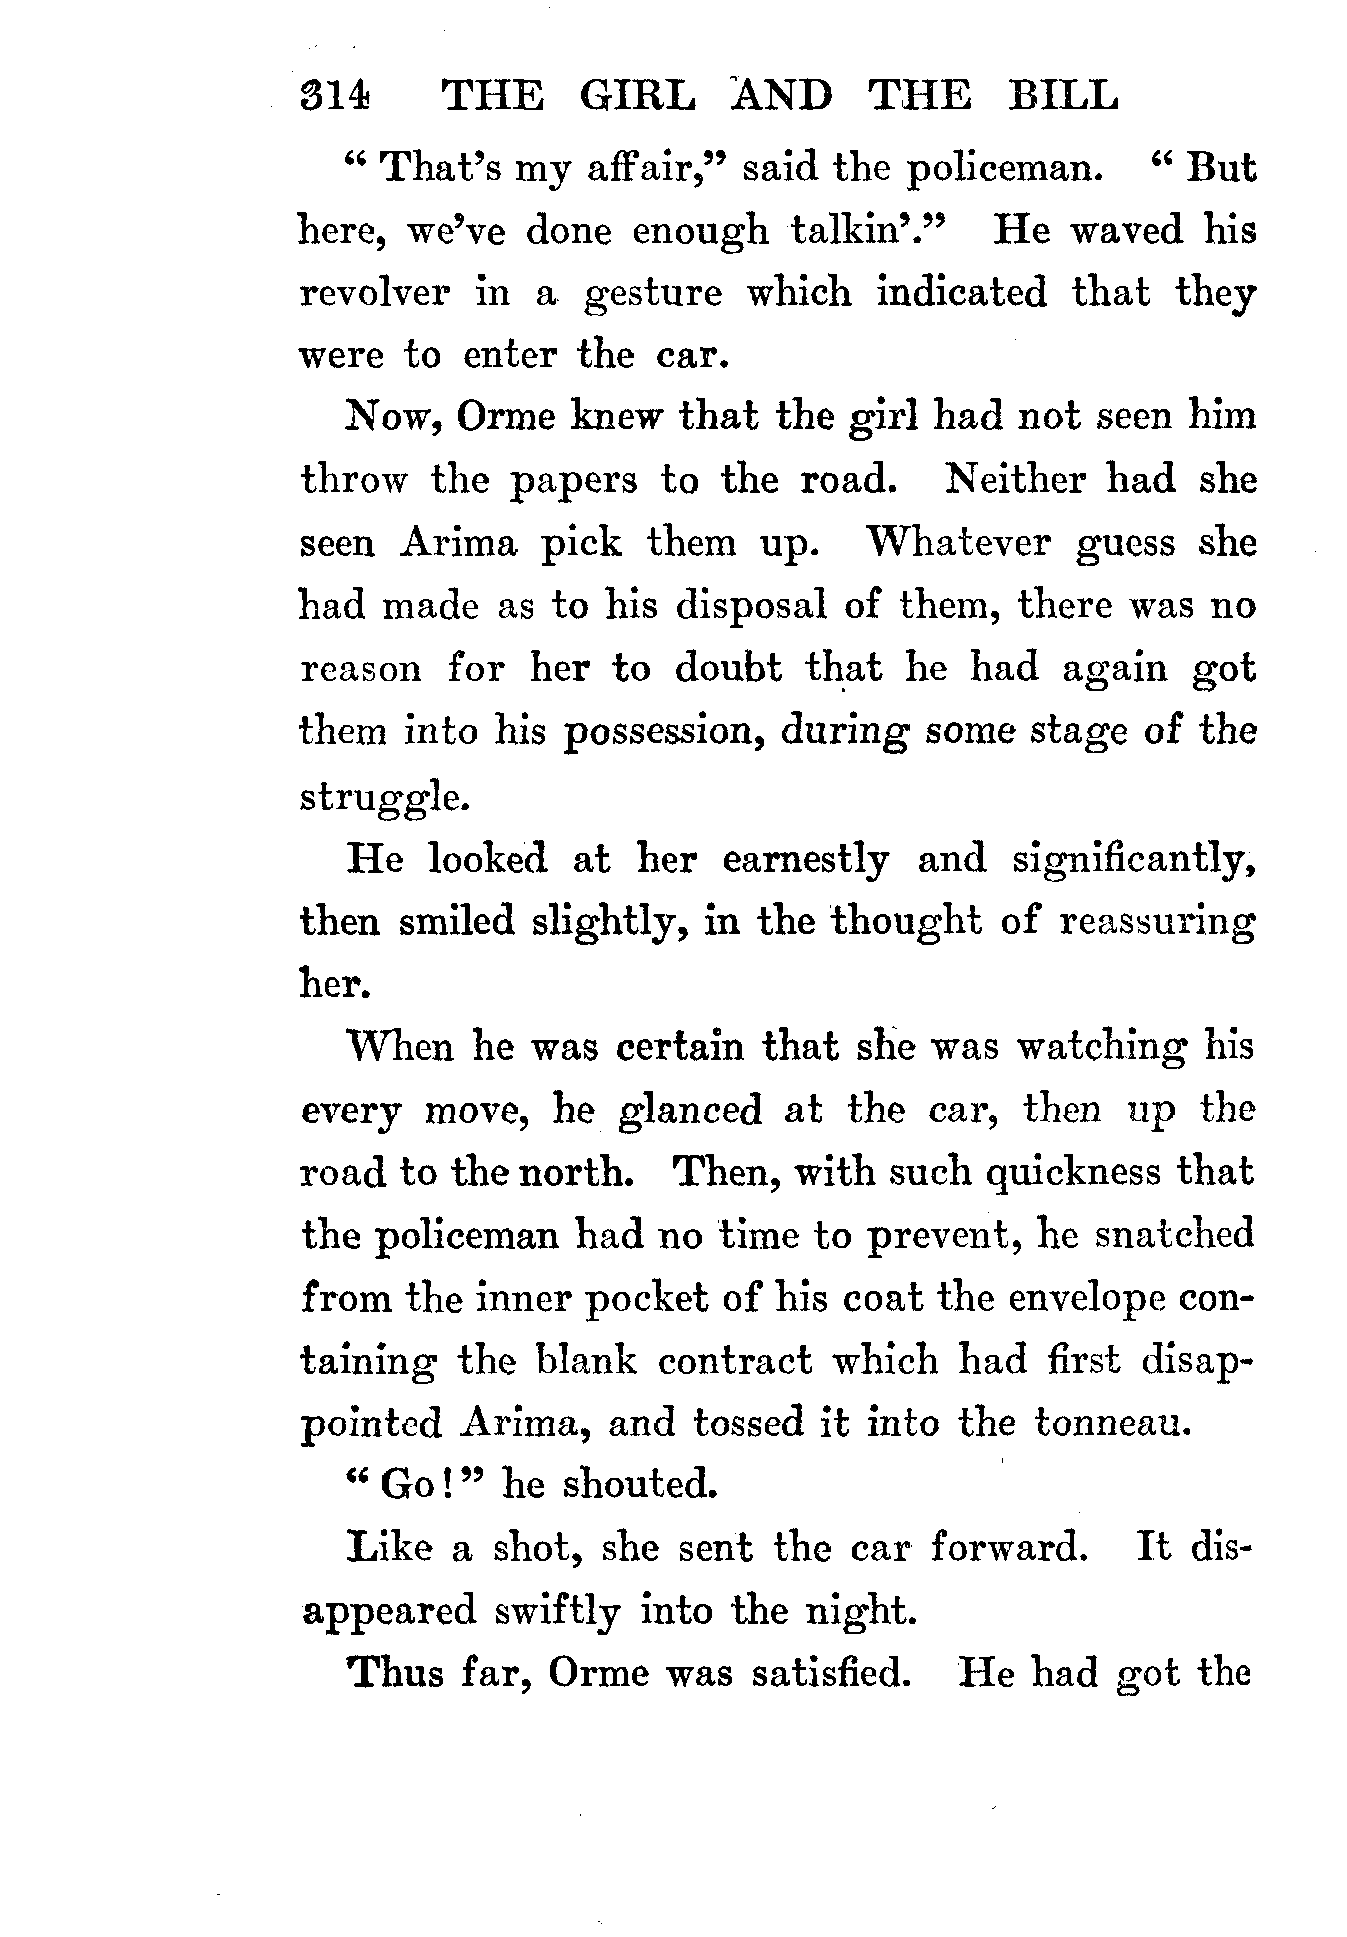 314 THE GIRL AND THE BILL
“ That’s my affair,” said the policeman. “ But
here, we’ve done enough talkin’.” He waved his
revolver in a gesture which indicated that they
were to enter the car.
Now, Orme knew that the girl had not seen him
throw the papers to the road. Neither had she
seen Arima pick them up. Whatever guess she
had made as to his disposal of them, there was no
reason for her to doubt that he had again got
them into his possession, during some stage of the
struggle.
He looked at her earnestly and significantly,
then smiled slightly, in the thought of reassuring
her.
When he was certain that she was watching his
every move, he glanced at the car, then up the
road to the north. Then, with such quickness that
the policeman had no time to prevent, he snatched
from the inner pocket of his coat the envelope con-
taining the blank contract which had first disap-
pointed Arima, and tossed it into the tonneau.
“ Go!” he shouted.
Like a shot, she sent the car forward. It dis-
appeared swiftly into the night.
Thus far, Orme was satisfied. He had got the